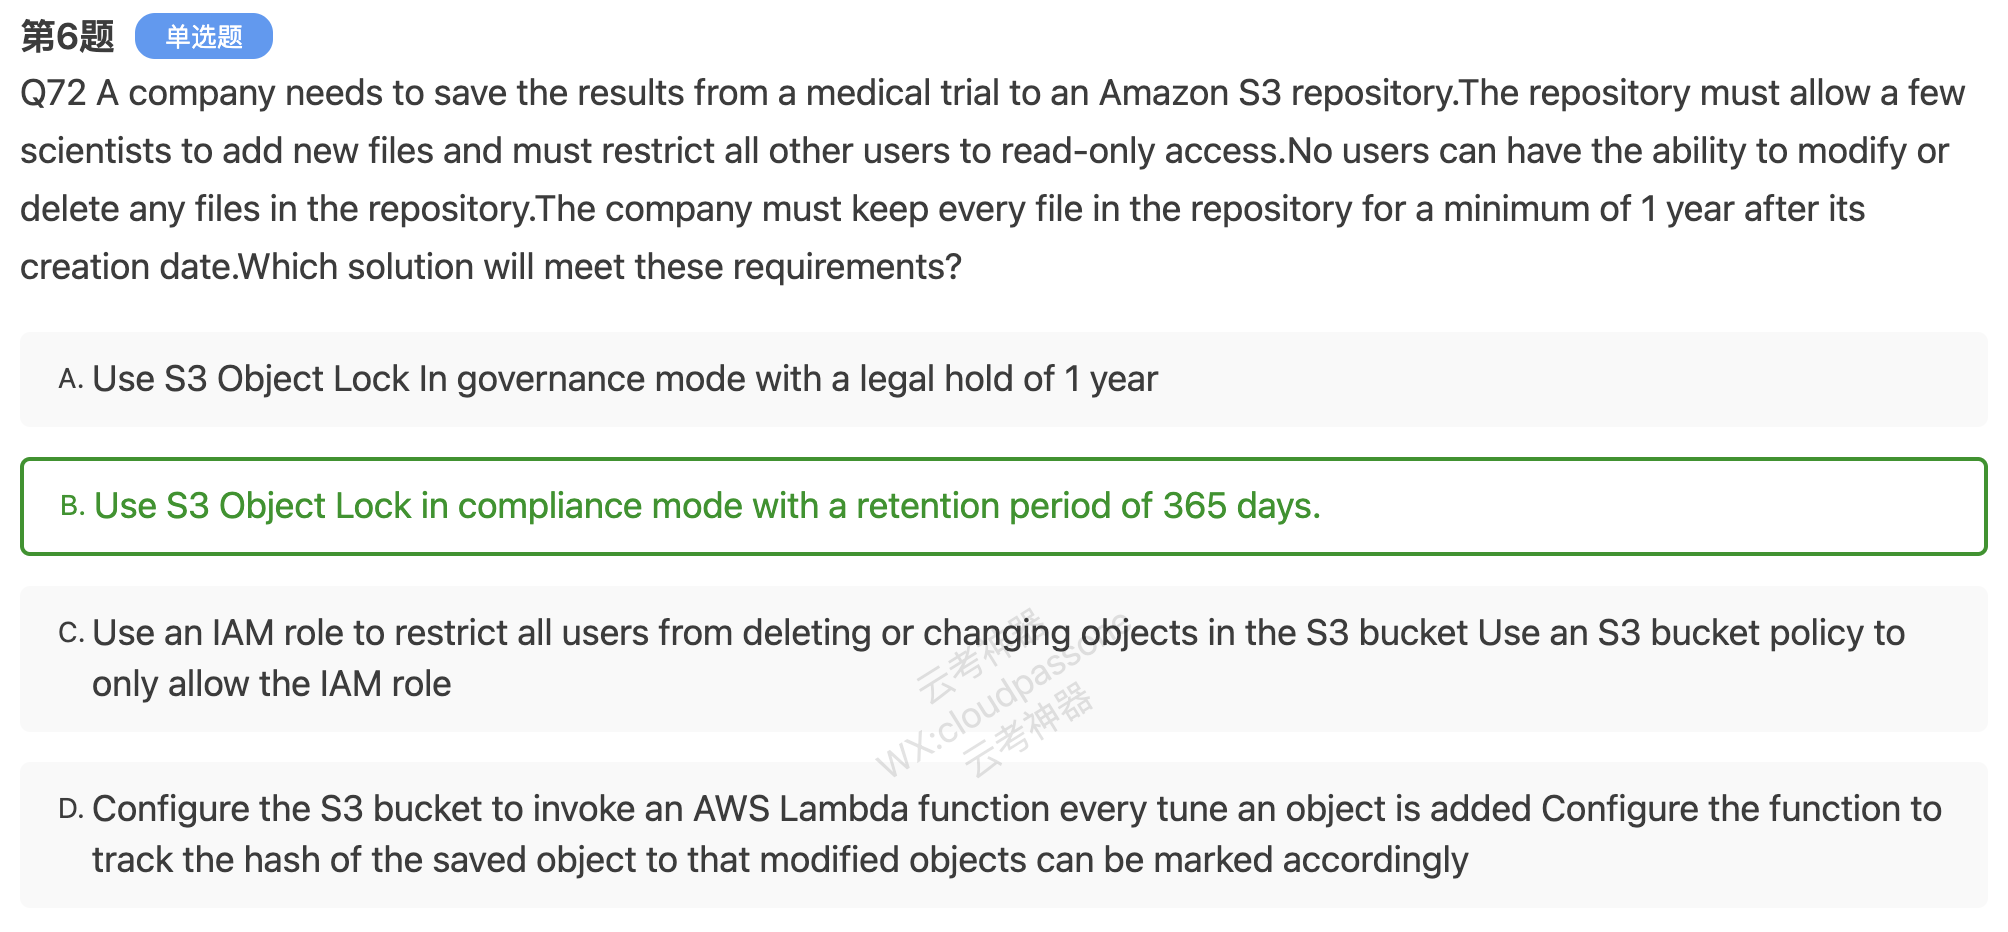 第6题 单选题
Q72 A company needs to save the results from a medical trial to an Amazon S3 repository.The repository must allow a few
scientists to add new files and must restrict all other users to read-only access.No users can have the ability to modify or
delete any files in the repository.The company must keep every file in the repository for a minimum of 1 year after its
creation date.Which solution will meet these requirements?
A. Use S3 Object Lock In governance mode with a legal hold of 1 year
B. Use S3 Object Lock in compliance mode with a retention period of 365 days.
C. Use an IAM role to restrict all users from deleting or changing objects in the S3 bucket Use an S3 bucket policy to
only allow the IAM role
D. Configure the S3 bucket to invoke an AWS Lambda function every tune an object is added Configure the function to
track the hash of the saved object to that modified objects can be marked accordingly
云考神器
云考神器